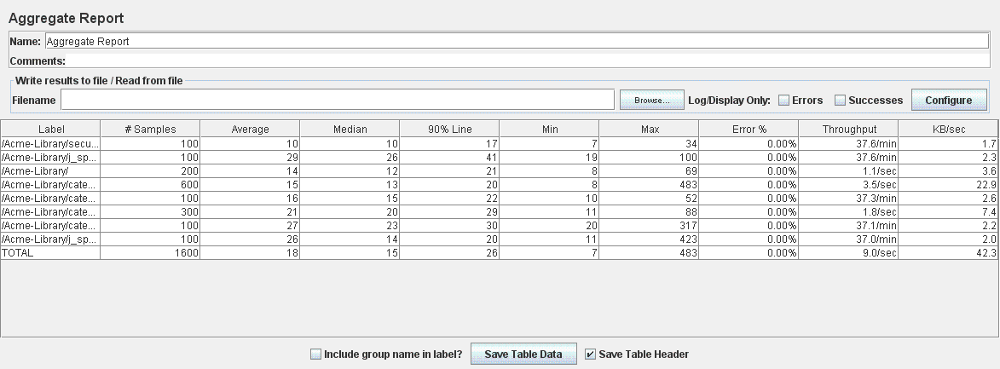 Aggregate Report
Name: Aggregate Report
Comments:
Write results to file / Read from file
Filename Browse... Log/Display Only: Errors Successes Configure
Label # Samples Average Median 90% Line Min Max Error % Throughput KB/sec
/Acme-Library/secu... 100 10 10 17 7 34 0.00% 37.6/min 1.7
/Acme-Library/j_sp... 100 29 26 41 19 100 0.00% 37.6/min 2.3
/Acme-Library/ 200 14 12 21 8 69 0.00% 1.1/sec 3.6
/Acme-Library/cate... 600 15 13 20 8 483 0.00% 3.5/sec 22.9
/Acme-Library/cate... 100 16 15 22 10 52 0.00% 37.3/min 2.6
/Acme-Library/cate... 300 21 20 29 11 88 0.00% 1.8/sec 7.4
/Acme-Library/cate... 100 27 23 30 20 317 0.00% 37.1/min 2.2
/Acme-Library/j_sp... 100 26 14 20 11 423 0.00% 37.0/min 2.0
TOTAL 1600 18 15 26 7 483 0.00% 9.0/sec 42.3
Include group name in label? Save Table Data Save Table Header